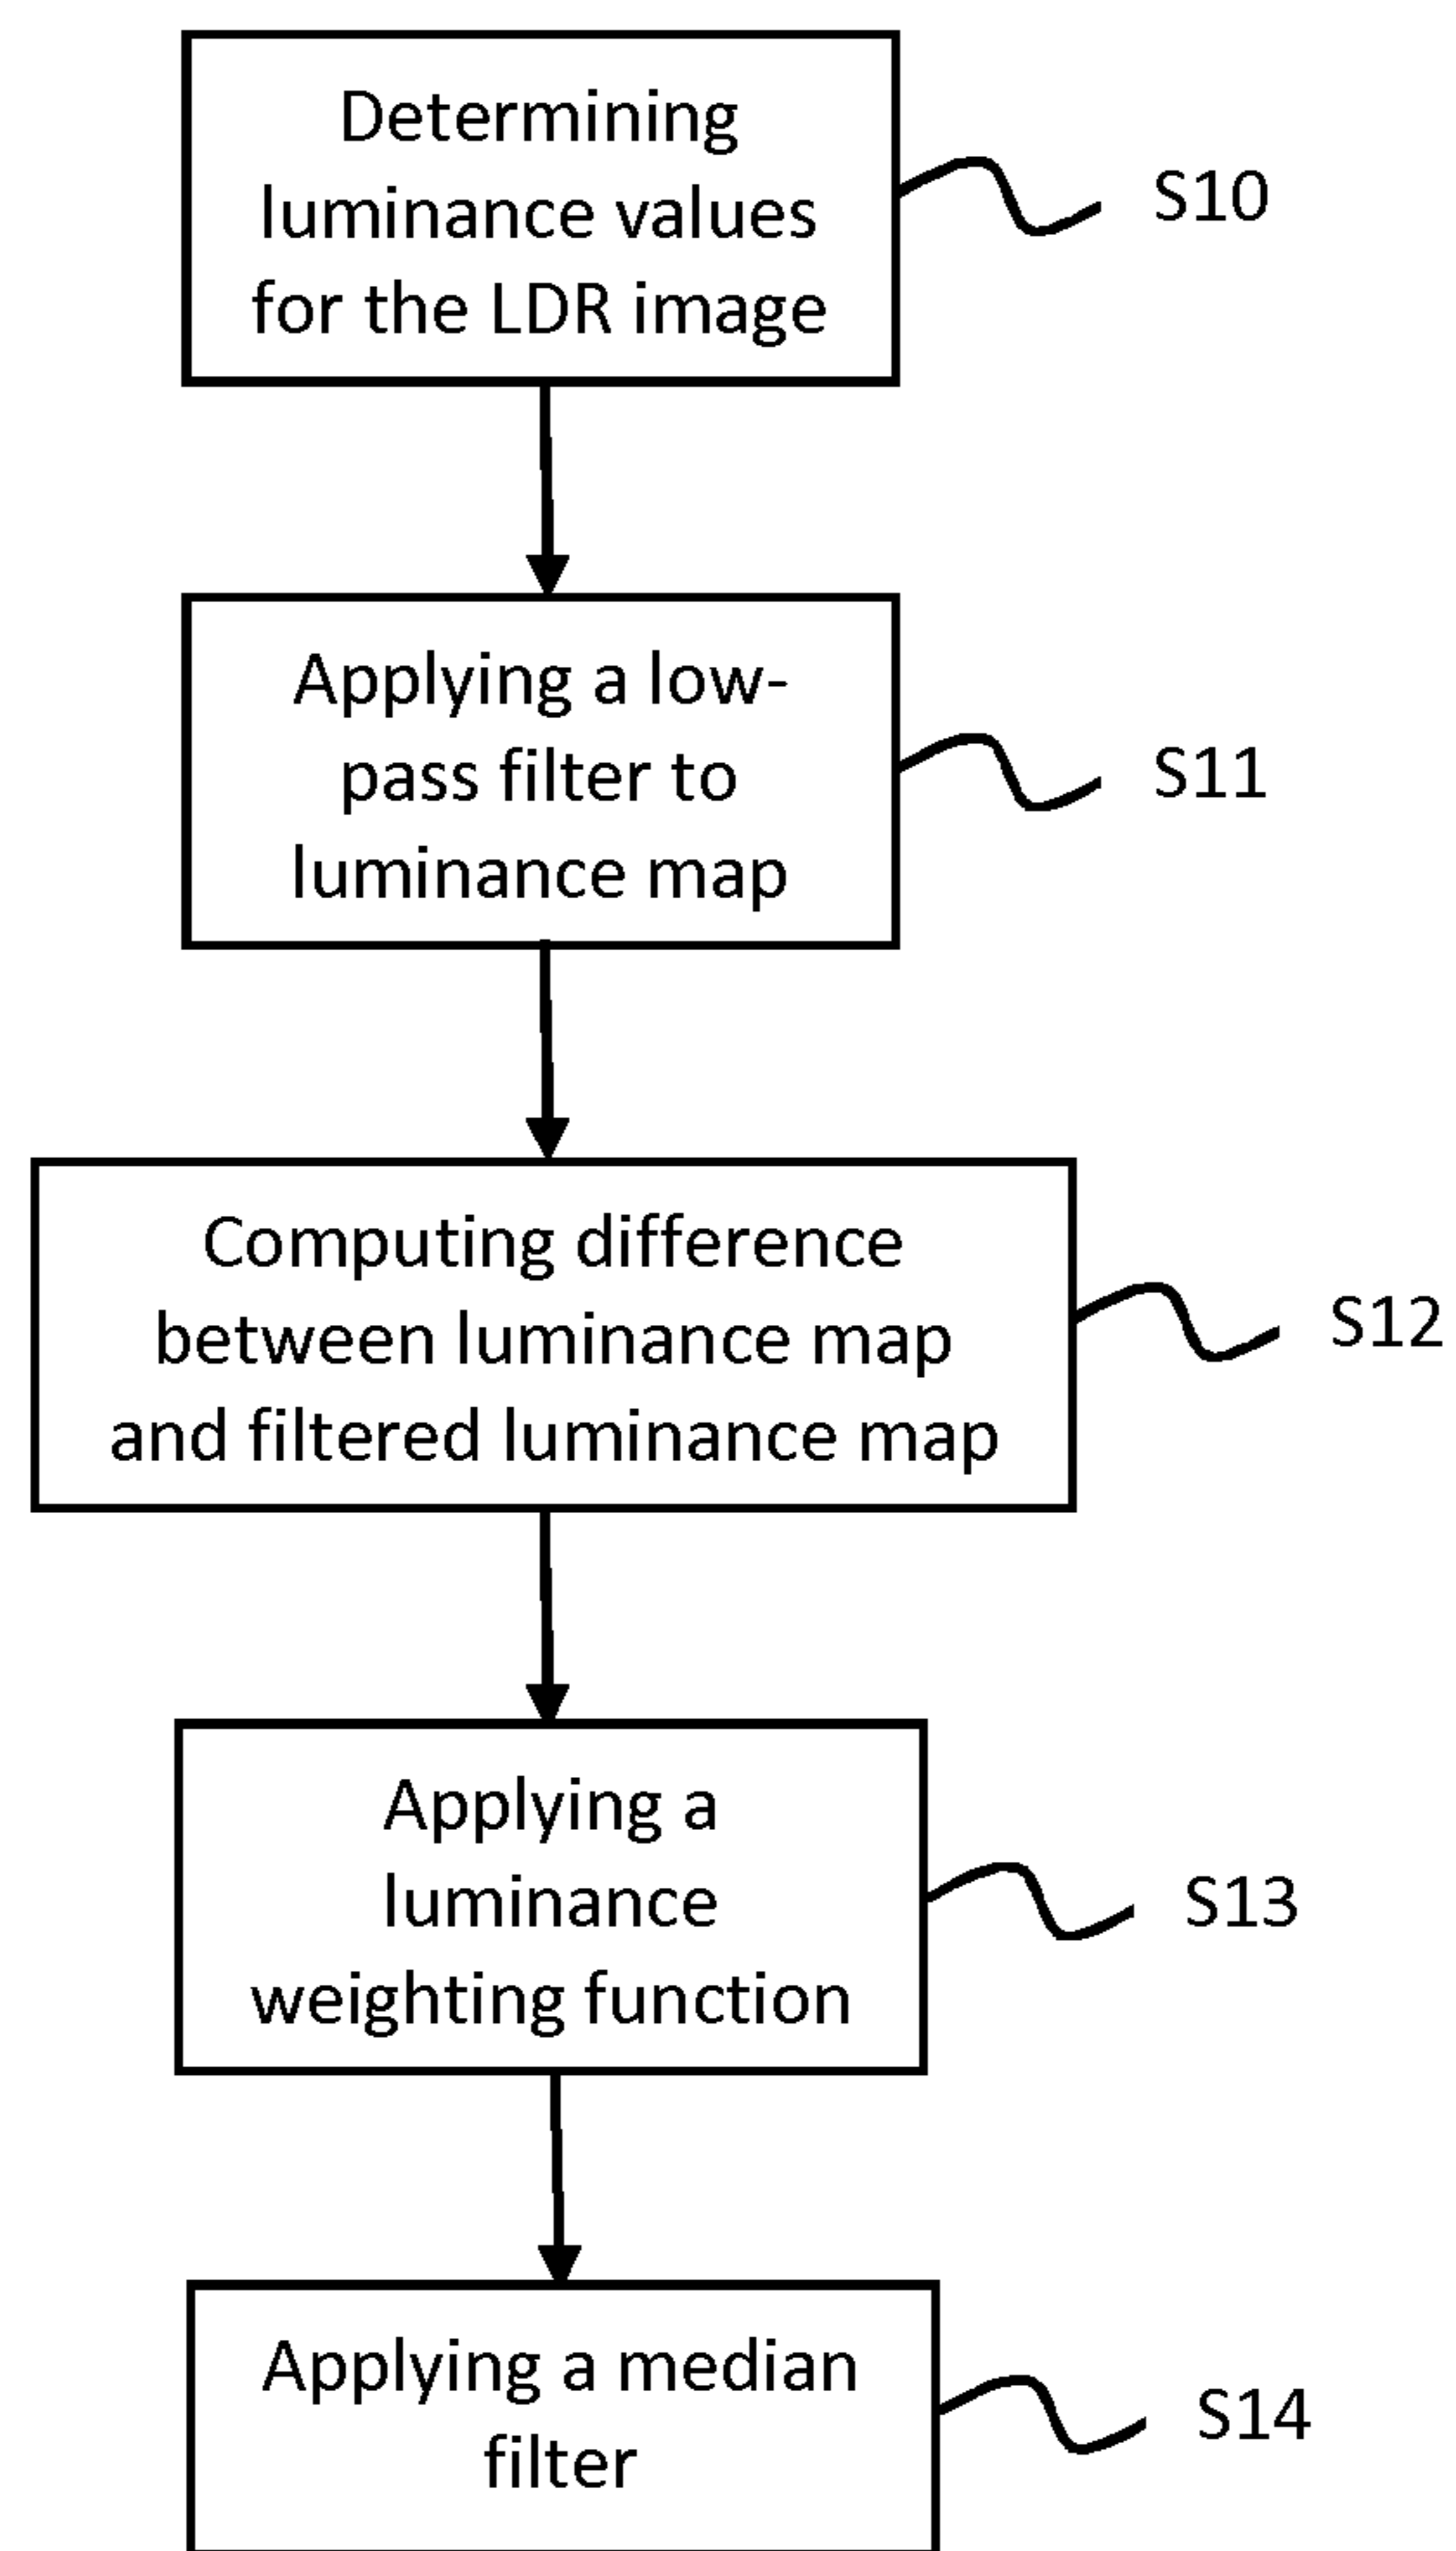 Determining
luminance values
for the LDR image
S10
Applying a low-
pass filter to
luminance map
S11
Computing difference
between luminance map
and filtered luminance map
S12
Applying a
luminance
weighting function
S13
Applying a median
filter
S14